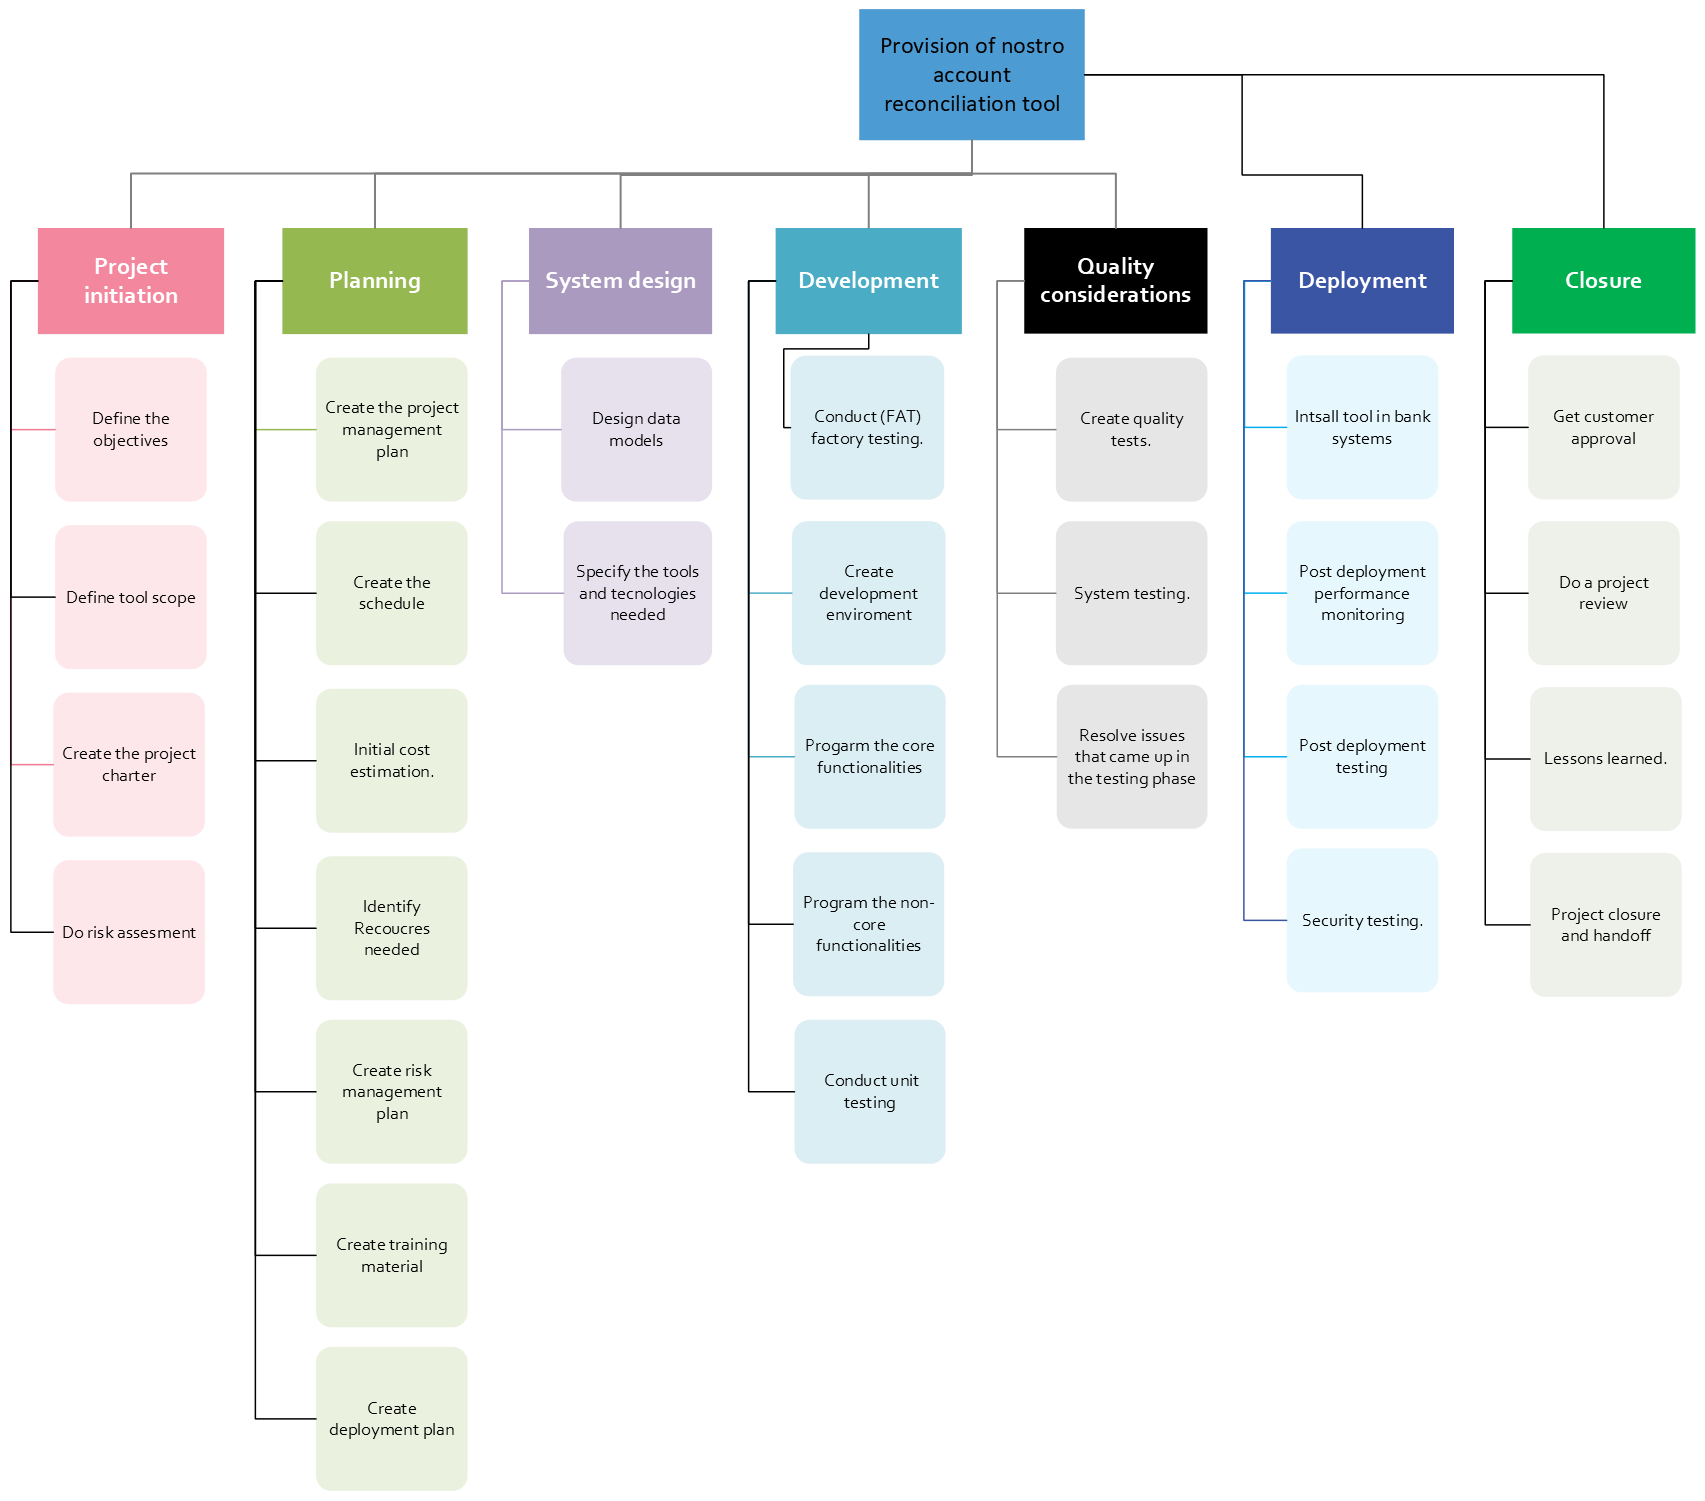 Provision of nostro
account
reconciliation tool
Project
initiation
Define the
objectives
Define tool scope
Create the project
charter
Do risk assesment
Planning
Create the project
management
plan
Create the
schedule
Initial cost
estimation.
Identify
Recoucres
needed
Create risk
management
plan
Create training
material
Create
deployment plan
System design
Design data
models
Specify the tools
and tecnologies
needed
Development
Conduct (FAT)
factory testing.
Create
development
enviroment
Progarm the core
functionalities
Program the non-
core
functionalities
Conduct unit
testing
Quality
considerations
Create quality
tests.
System testing.
Resolve issues
that came up in
the testing phase
Deployment
Intsall tool in bank
systems
Post deployment
performance
monitoring
Post deployment
testing
Security testing.
Closure
Get customer
approval
Do a project
review
Lessons learned.
Project closure
and handoff